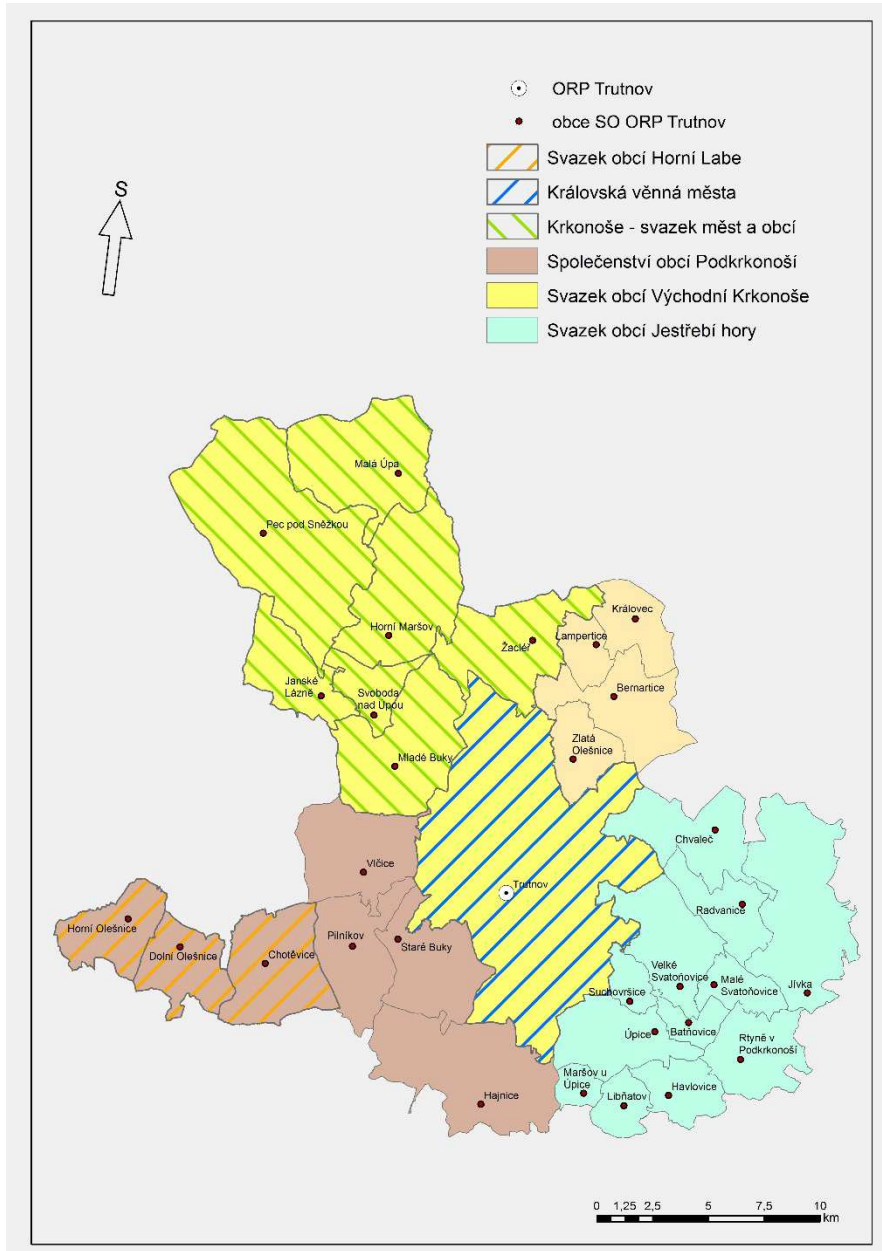 ORP Trutnov
obce SO ORP Trutnov
Svazek obcí Horní Labe
Královská věnná města
Krkonoše - svazek měst a obcí
Společenství obcí Podkrkonoší
Svazek obcí Východní Krkonoše
Svazek obcí Jestřebí hory
S
Malá Úpa
Pec pod Sněžkou
Horní Maršov
Žacléř
Královec
Lampertice
Bernartice
Janské
Lázně
Svoboda
nad Úpou
Mladé Buky
Zlatá
Olešnice
Chvaleč
Vlčice
Trutnov
Radvanice
Horní Olešnice
Dolní Olešnice
Chotěvice
Pilníkov
Staré Buky
Velké
Svatoňovice
Malé
Svatoňovice
Jívka
Suchovršice
Úpice
Batňovice
Rtyně v
Podkrkonoší
Maršov u
Úpice
Libňatov
Havlovice
Hajnice
0 1,25 2,5 5 7,5 10
km